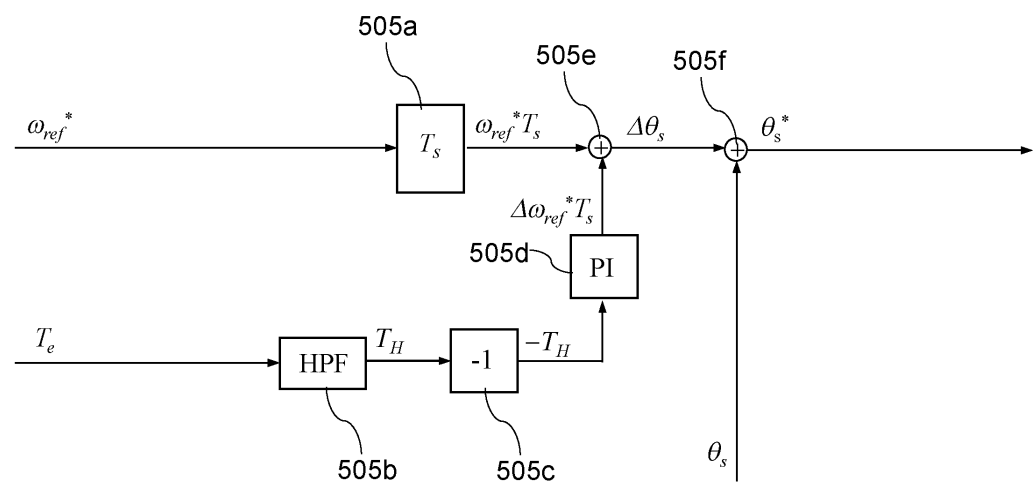 505a
505e
505f
ω_ref*
T_s
ω_ref*T_s
+
Δθ_s
+
θ_s*
Δω_ref*T_s
505d
PI
T_e
HPF
T_H
-1
−T_H
505b
505c
θ_s